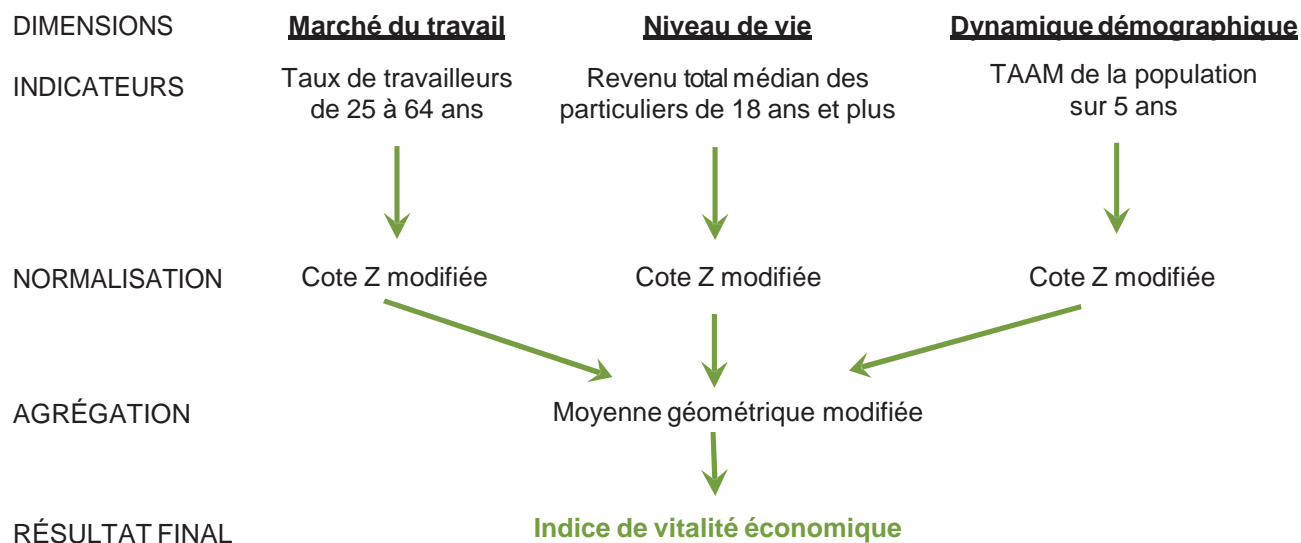 DIMENSIONS Marché du travail Niveau de vie Dynamique démographique
INDICATEURS
Taux de travailleurs
de 25 à 64 ans
Revenu total médian des
particuliers de 18 ans et plus
TAAM de la population
sur 5 ans
NORMALISATION Cote Z modifiée Cote Z modifiée Cote Z modifiée
AGRÉGATION Moyenne géométrique modifiée
RÉSULTAT FINAL Indice de vitalité économique